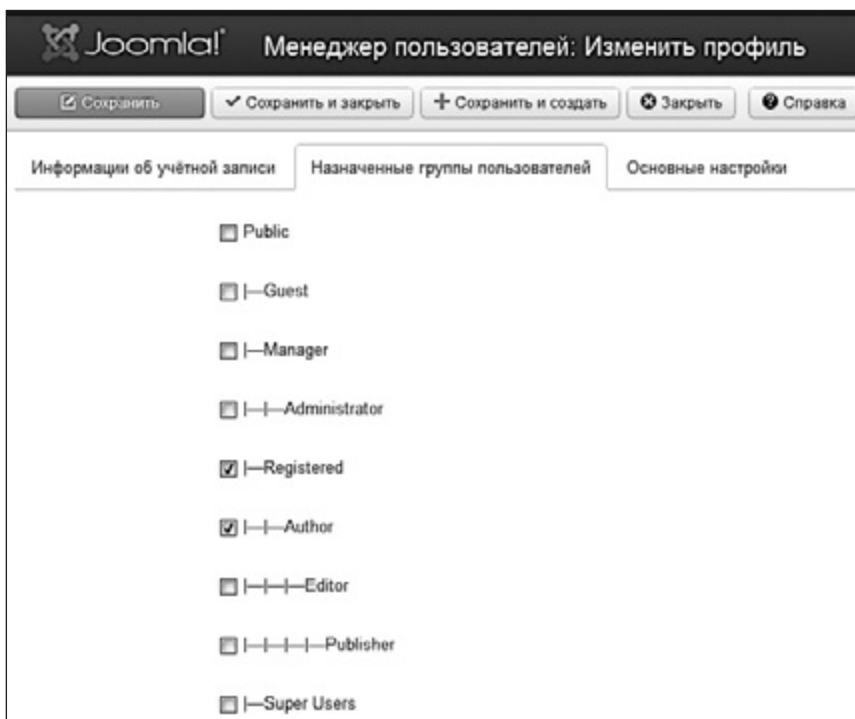 Joomla! Менеджер пользователей: Изменить профиль
Сохранить Сохранить и закрыть Сохранить и создать Закрыть Справка
Информации об учётной записи Назначенные группы пользователей Основные настройки
Public
|—Guest
|—Manager
|—|—Administrator
|—Registered
|—|—Author
|—|—|—Editor
|—|—|—|—Publisher
|—Super Users